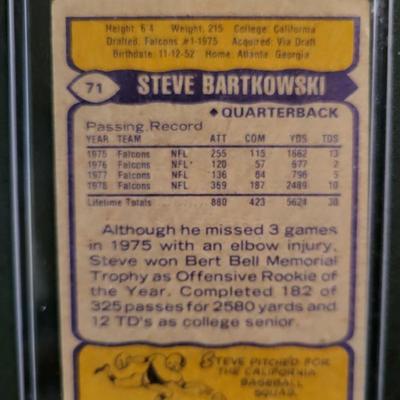 Height: 6'4 Weight: 215 College: California
Drafted: Falcons #1-1975 Acquired: Via Draft
Birthdate: 11-12-52 Home: Atlanta, Georgia
71 STEVE BARTKOWSKI
♦ QUARTERBACK
Passing Record
YEAR TEAM ATT COM YDS TDS
1975 Falcons NFL 255 115 1662 13
1976 Falcons NFL* 120 57 677 2
1977 Falcons NFL 136 64 796 5
1978 Falcons NFL 369 187 2489 10
Lifetime Totals 880 423 5624 30
Although he missed 3 games
in 1975 with an elbow injury,
Steve won Bert Bell Memorial
Trophy as Offensive Rookie of
the Year. Completed 182 of
325 passes for 2580 yards and
12 TD's as college senior.
STEVE PITCHED FOR
THE CALIFORNIA
BASEBALL
SQUAD.